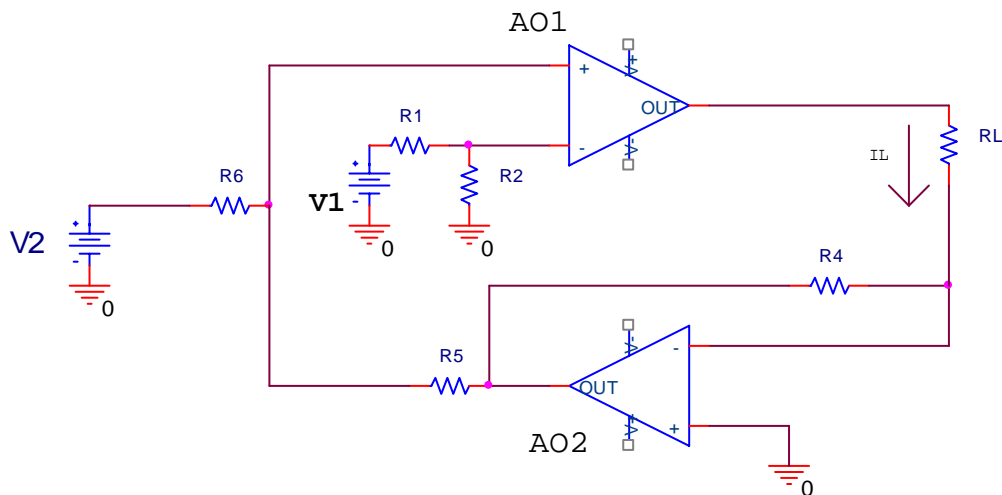 AO1
+
V+
OUT
-
V-
R1
R2
+
v1
-
0
0
RL
IL
R6
+
V2
-
0
R4
R5
V-
-
OUT
V+
+
AO2
0